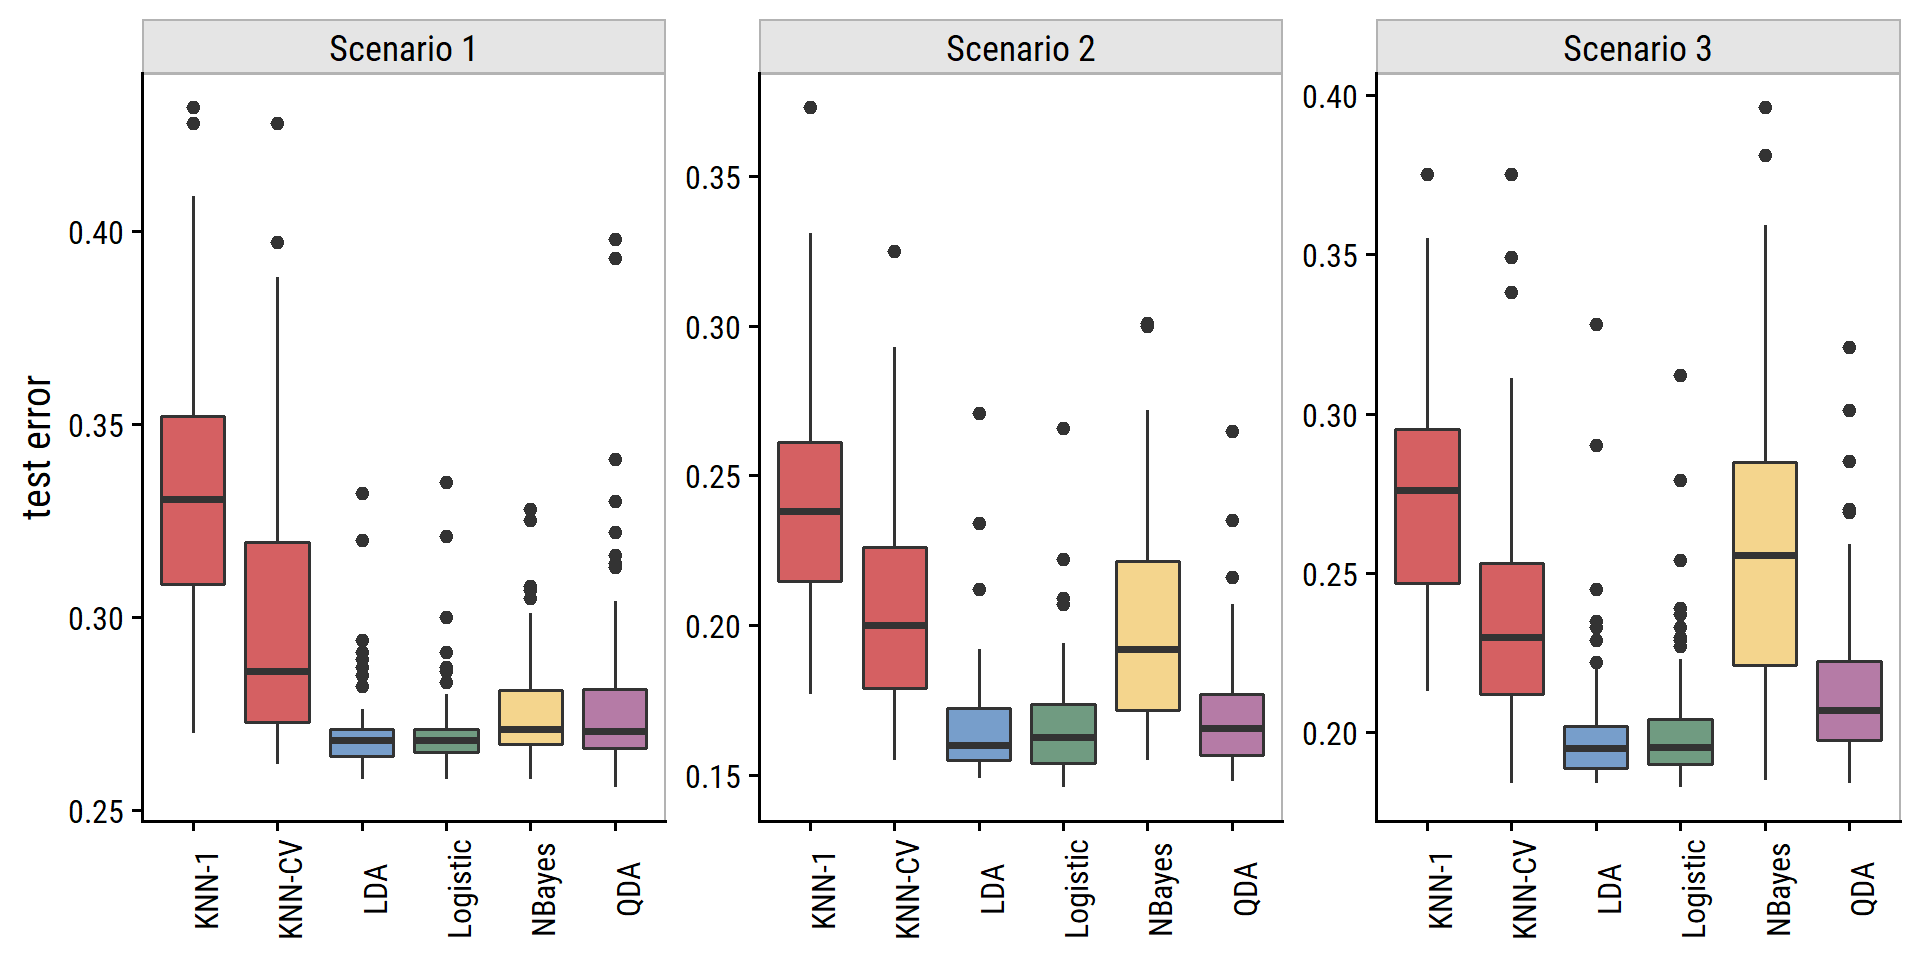 Scenario 1
Scenario 2
Scenario 3
test error
0.40
0.35
0.30
0.25
0.35
0.30
0.25
0.20
0.15
0.40
0.35
0.30
0.25
0.20
KNN-1
KNN-CV
LDA
Logistic
NBayes
QDA
KNN-1
KNN-CV
LDA
Logistic
NBayes
QDA
KNN-1
KNN-CV
LDA
Logistic
NBayes
QDA